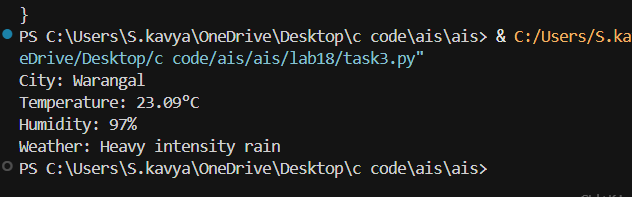 }
PS C:\Users\S.kavya\OneDrive\Desktop\c code\ais\ais> & C:/Users/S.ka
eDrive/Desktop/c code/ais/ais/lab18/task3.py"
City: Warangal
Temperature: 23.09°C
Humidity: 97%
Weather: Heavy intensity rain
PS C:\Users\S.kavya\OneDrive\Desktop\c code\ais\ais>